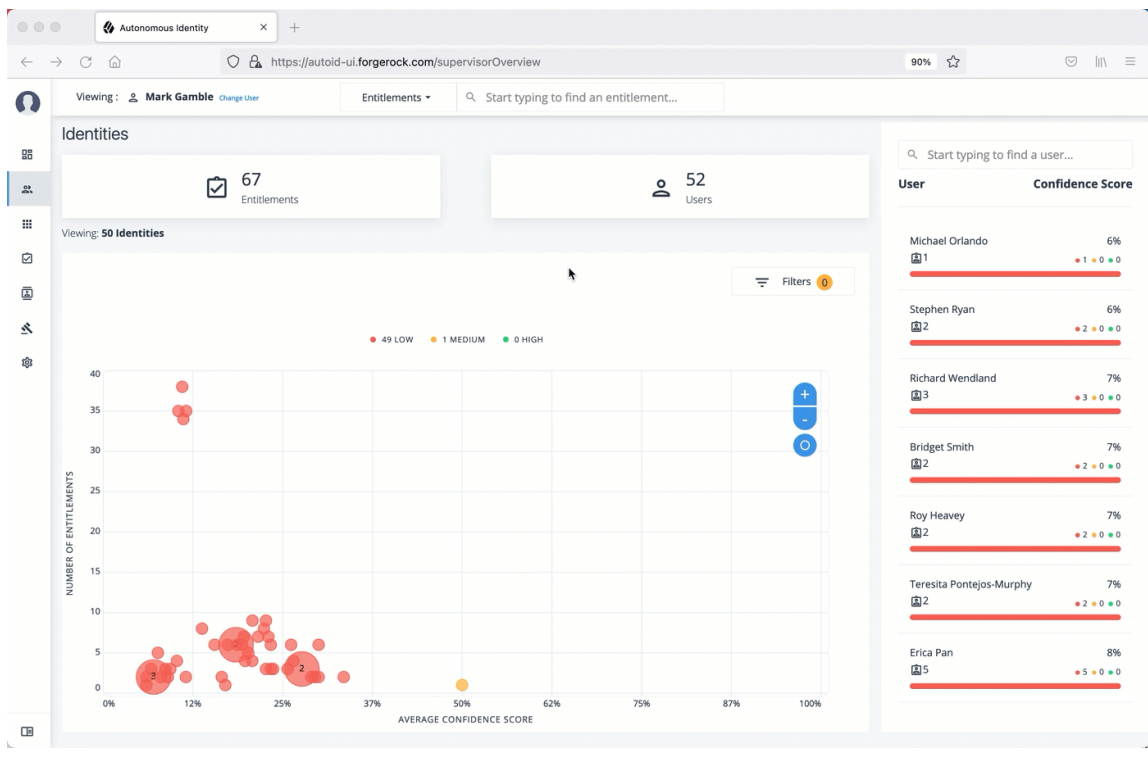 Autonomous Identity
https://autoid-ui.forgerock.com/supervisorOverview
90%
Viewing : Mark Gamble Change User
Entitlements
Start typing to find an entitlement...
Identities
67
Entitlements
52
Users
Viewing: 50 Identities
Filters 0
49 LOW 1 MEDIUM 0 HIGH
NUMBER OF ENTITLEMENTS
40
35
30
25
20
15
10
5
0
3
2
0% 12% 25% 37% 50% 62% 75% 87% 100%
AVERAGE CONFIDENCE SCORE
Start typing to find a user...
User Confidence Score
Michael Orlando 6%
1 1 0 0
Stephen Ryan 6%
2 2 0 0
Richard Wendland 7%
3 3 0 0
Bridget Smith 7%
2 2 0 0
Roy Heavey 7%
2 2 0 0
Teresita Pontejos-Murphy 7%
2 2 0 0
Erica Pan 8%
5 5 0 0